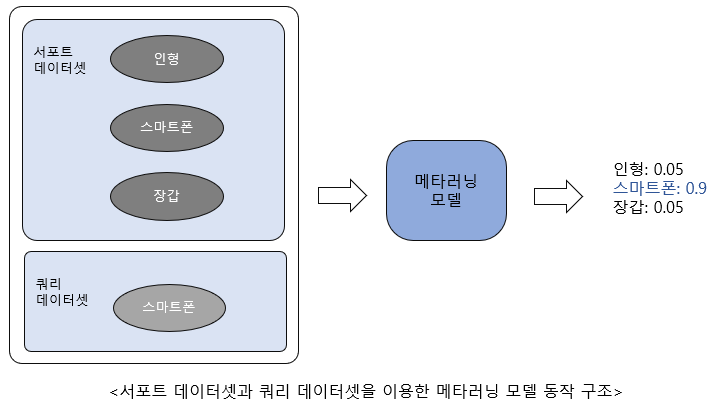 서포트
데이터셋
인형
스마트폰
장갑
쿼리
데이터셋
스마트폰
메타러닝
모델
인형: 0.05
스마트폰: 0.9
장갑: 0.05
<서포트 데이터셋과 쿼리 데이터셋을 이용한 메타러닝 모델 동작 구조>